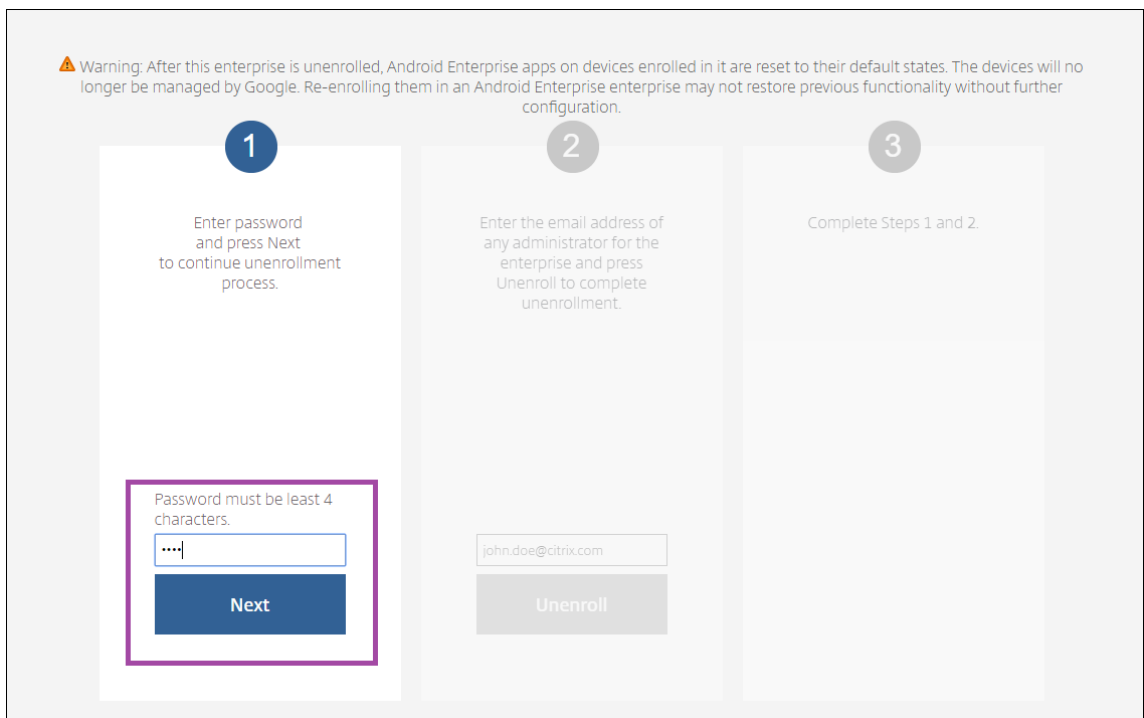 Warning: After this enterprise is unenrolled, Android Enterprise apps on devices enrolled in it are reset to their default states. The devices will no
longer be managed by Google. Re-enrolling them in an Android Enterprise enterprise may not restore previous functionality without further
configuration.
1
Enter password
and press Next
to continue unenrollment
process.
Password must be least 4
characters.
••••
Next
2
Enter the email address of
any administrator for the
enterprise and press
Unenroll to complete
unenrollment.
john.doe@citrix.com
Unenroll
3
Complete Steps 1 and 2.